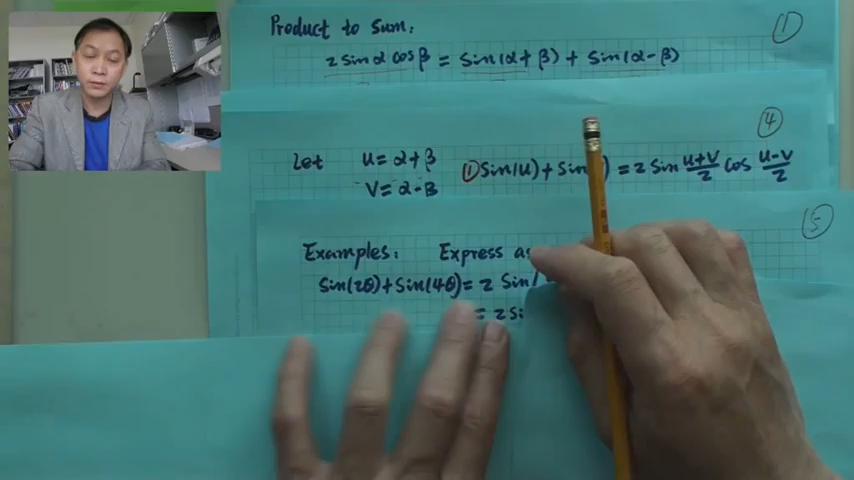 Product to Sum: ①
2 sin α cos β = Sin(α + β) + Sin(α - β)
④
Let u = α + β ① Sin(u) + Sin ) = 2 Sin u+v/2 cos u-v/2
v = α - β
⑤
Examples: Express as
Sin(2θ) + Sin(4θ) = 2 Sin
= 2 Si